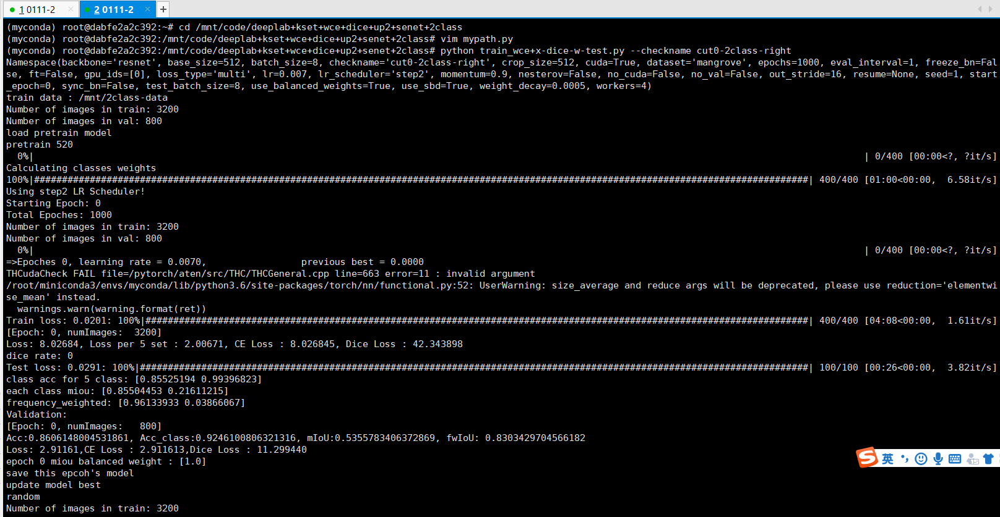 1 0111-2 × 2 0111-2 × +
(myconda) root@dabfe2a2c392:~# cd /mnt/code/deeplab+kset+wce+dice+up2+senet+2class
(myconda) root@dabfe2a2c392:/mnt/code/deeplab+kset+wce+dice+up2+senet+2class# vim mypath.py
(myconda) root@dabfe2a2c392:/mnt/code/deeplab+kset+wce+dice+up2+senet+2class# python train_wce+x-dice-w-test.py --checkname cut0-2class-right
Namespace(backbone='resnet', base_size=512, batch_size=8, checkname='cut0-2class-right', crop_size=512, cuda=True, dataset='mangrove', epochs=1000, eval_interval=1, freeze_bn=Fal
se, ft=False, gpu_ids=[0], loss_type='multi', lr=0.007, lr_scheduler='step2', momentum=0.9, nesterov=False, no_cuda=False, no_val=False, out_stride=16, resume=None, seed=1, start
_epoch=0, sync_bn=False, test_batch_size=8, use_balanced_weights=True, use_sbd=True, weight_decay=0.0005, workers=4)
train data : /mnt/2class-data
Number of images in train: 3200
Number of images in val: 800
load pretrain model
pretrain 520
0%| | 0/400 [00:00<?, ?it/s]
Calculating classes weights
100%|###########################################################################################################################################| 400/400 [01:00<00:00, 6.58it/s]
Using step2 LR Scheduler!
Starting Epoch: 0
Total Epoches: 1000
Number of images in train: 3200
Number of images in val: 800
0%| | 0/400 [00:00<?, ?it/s]
=>Epoches 0, learning rate = 0.0070, previous best = 0.0000
THCudaCheck FAIL file=/pytorch/aten/src/THC/THCGeneral.cpp line=663 error=11 : invalid argument
/root/miniconda3/envs/myconda/lib/python3.6/site-packages/torch/nn/functional.py:52: UserWarning: size_average and reduce args will be deprecated, please use reduction='elementwi
se_mean' instead.
warnings.warn(warning.format(ret))
Train loss: 0.0201: 100%|#######################################################################################################################| 400/400 [04:08<00:00, 1.61it/s]
[Epoch: 0, numImages: 3200]
Loss: 8.02684, Loss per 5 set : 2.00671, CE Loss : 8.026845, Dice Loss : 42.343898
dice rate: 0
Test loss: 0.0291: 100%|########################################################################################################################| 100/100 [00:26<00:00, 3.82it/s]
class acc for 5 class: [0.85525194 0.99396823]
each class miou: [0.85504453 0.21611215]
frequency_weighted: [0.96133933 0.03866067]
Validation:
[Epoch: 0, numImages: 800]
Acc:0.8606148004531861, Acc_class:0.9246100806321316, mIoU:0.5355783406372869, fwIoU: 0.8303429704566182
Loss: 2.91161,CE Loss : 2.911613,Dice Loss : 11.299440
epoch 0 miou balanced weight : [1.0]
save this epcoh's model
update model best
random
Number of images in train: 3200
S 英